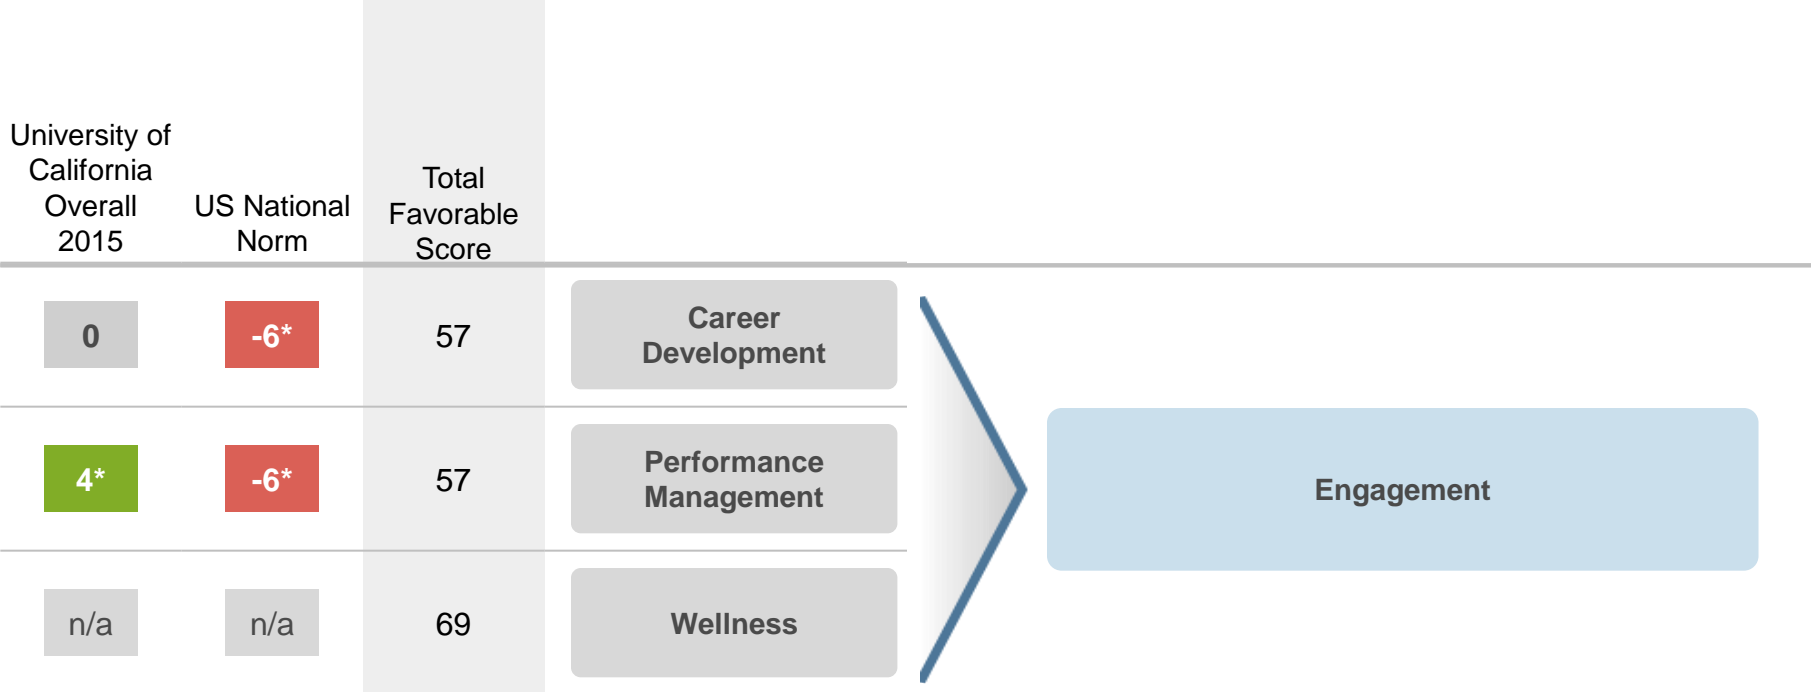 University of
California
Overall
2015
US National
Norm
Total
Favorable
Score
0
-6*
57
Career
Development
4*
-6*
57
Performance
Management
Engagement
n/a
n/a
69
Wellness